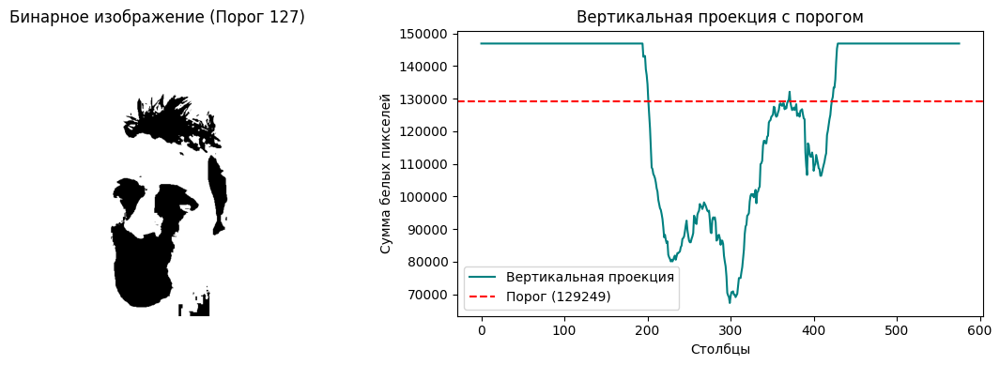 Бинарное изображение (Порог 127)
Вертикальная проекция с порогом
Сумма белых пикселей
150000
140000
130000
120000
110000
100000
90000
80000
70000
Вертикальная проекция
Порог (129249)
0 100 200 300 400 500 600
Столбцы